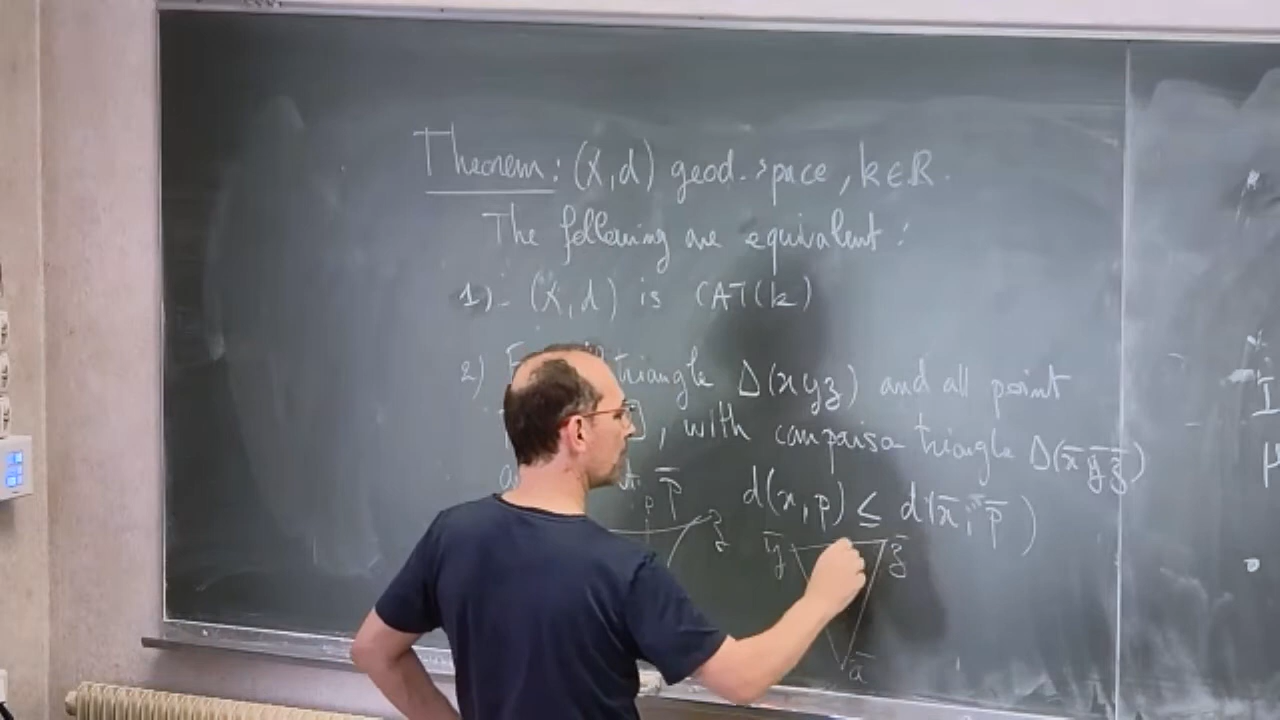 Theorem: (X,d) geod. space, k∈ℝ.
The following are equivalent:
1) (X,d) is CAT(k)
2) triangle Δ(xyz) and all point
, with comparison triangle Δ(x̄ȳz̄)
p̄ d(x,p) ≤ d(x̄,p̄)
p z ȳ z̄